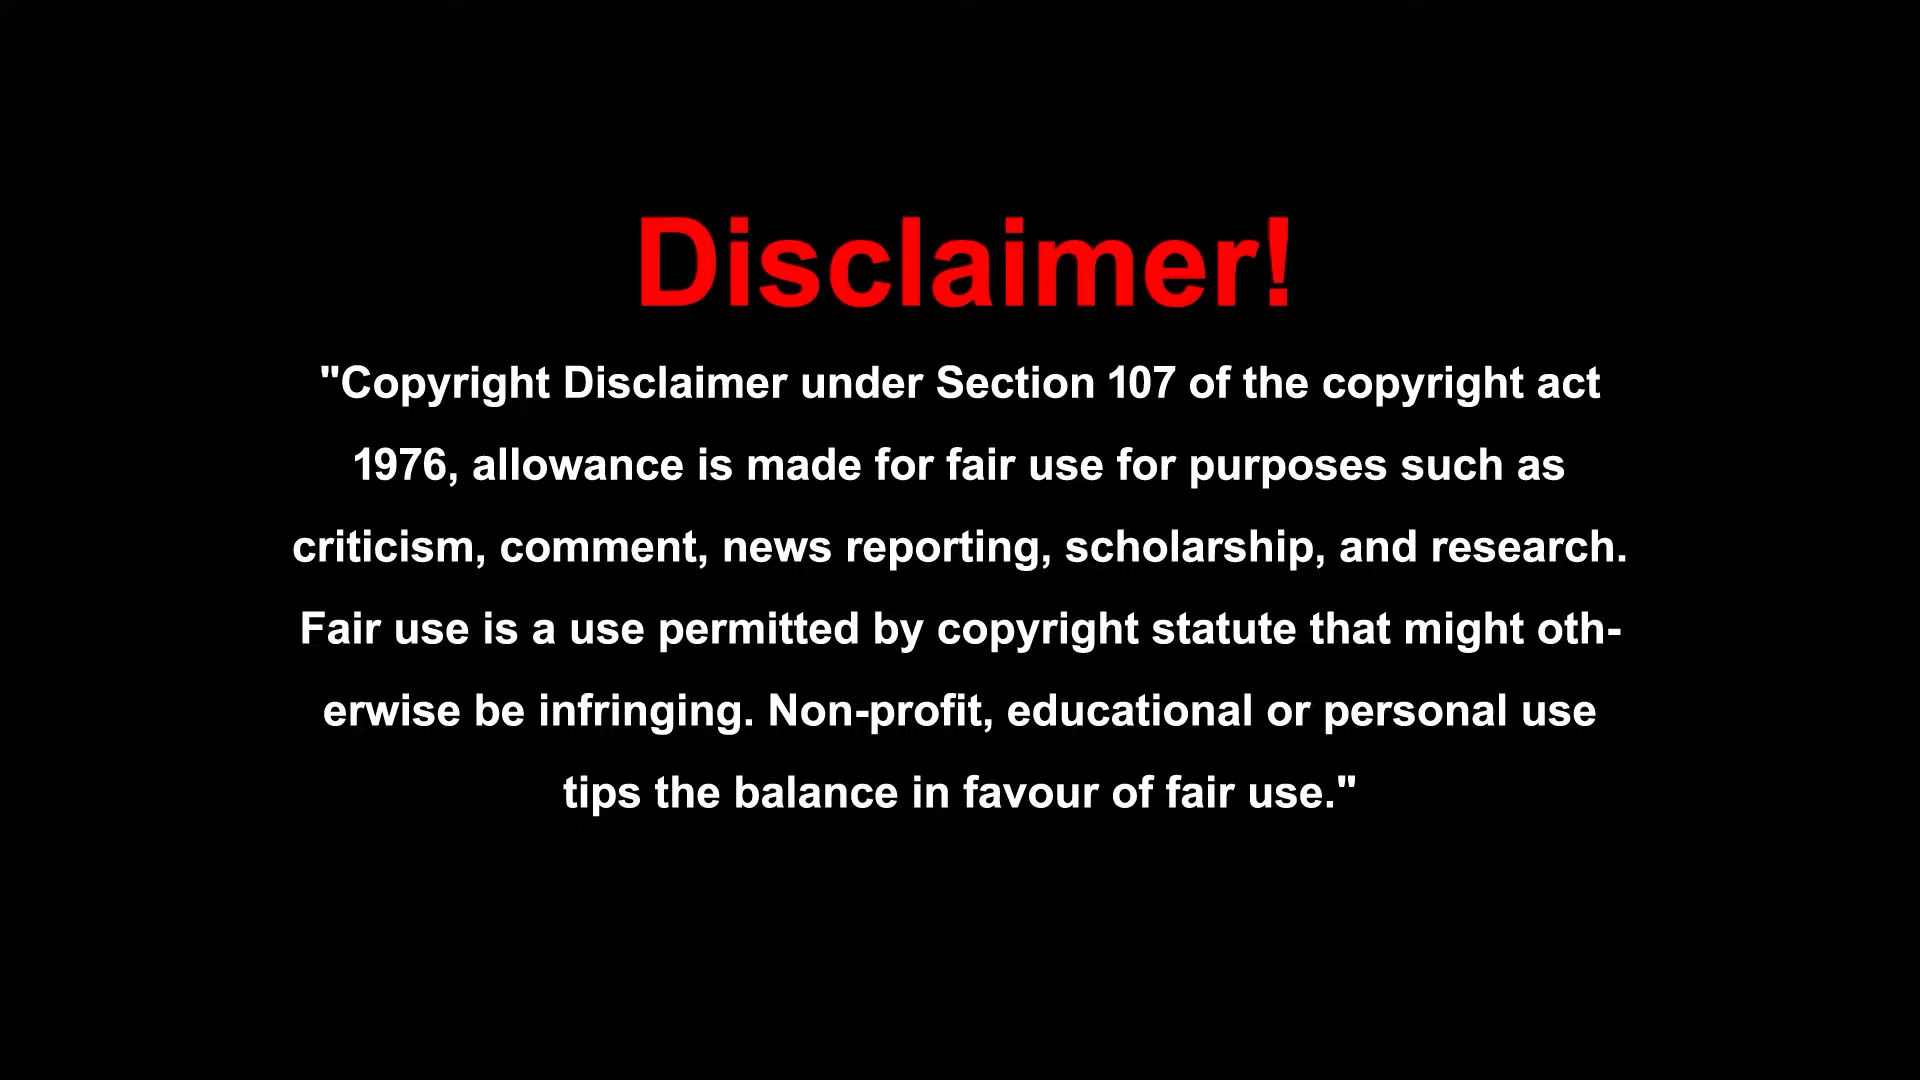 Disclaimer!
"Copyright Disclaimer under Section 107 of the copyright act
1976, allowance is made for fair use for purposes such as
criticism, comment, news reporting, scholarship, and research.
Fair use is a use permitted by copyright statute that might oth-
erwise be infringing. Non-profit, educational or personal use
tips the balance in favour of fair use."